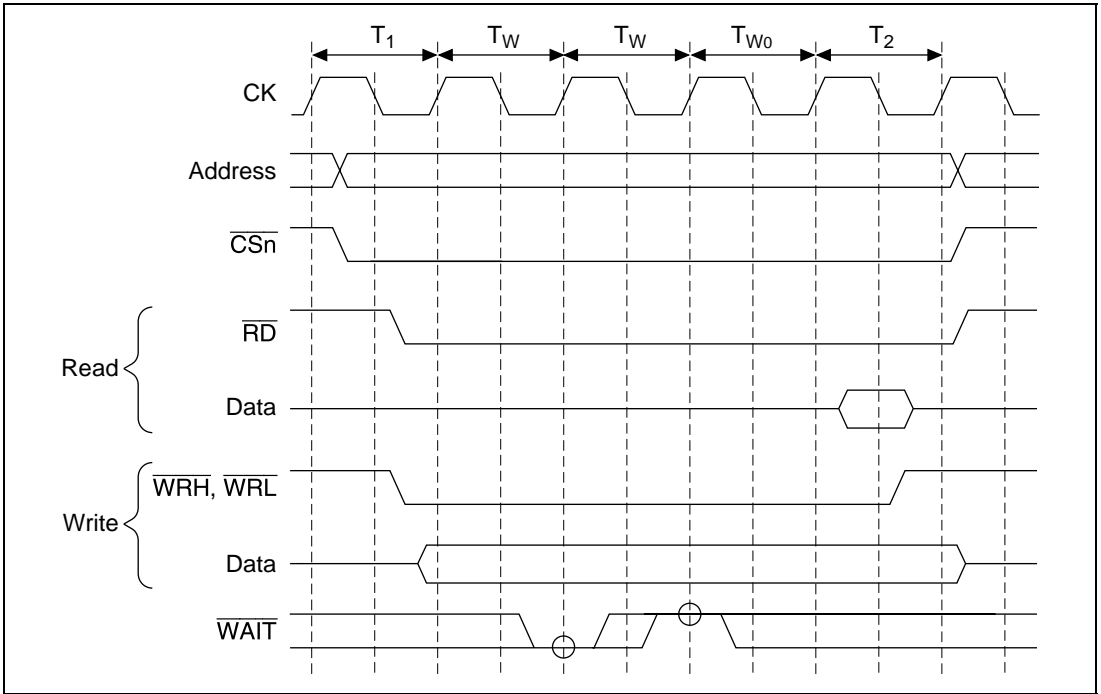 T1 TW TW TW0 T2
CK
Address
CSn
RD
Read
Data
WRH, WRL
Write
Data
WAIT